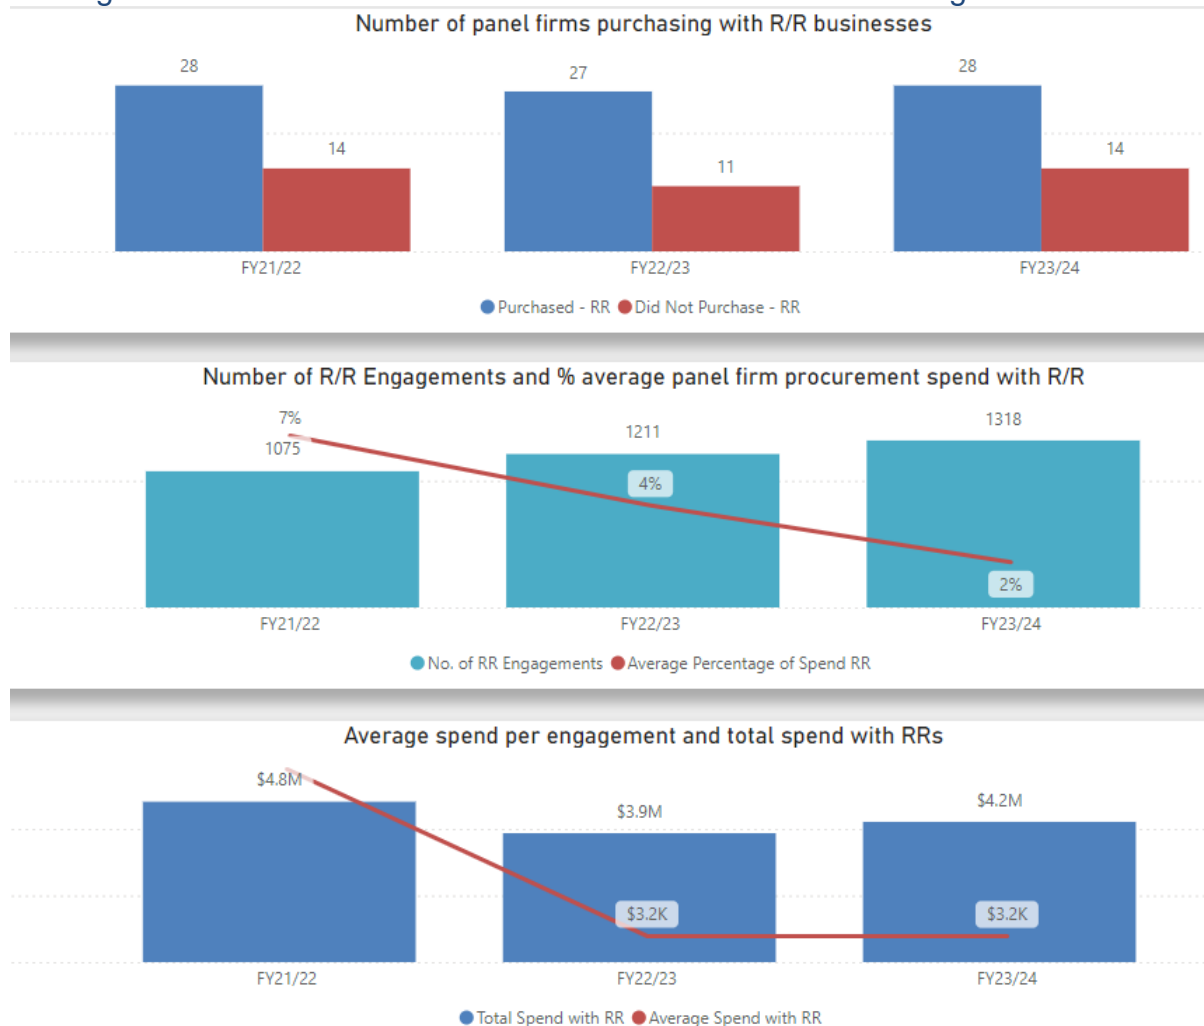 Number of panel firms purchasing with R/R businesses
28
14
27
11
28
14
FY21/22
FY22/23
FY23/24
Purchased - RR Did Not Purchase - RR
Number of R/R Engagements and % average panel firm procurement spend with R/R
7%
1075
1211
4%
1318
2%
FY21/22
FY22/23
FY23/24
No. of RR Engagements Average Percentage of Spend RR
Average spend per engagement and total spend with RRs
$4.8M
$3.9M
$4.2M
$3.2K
$3.2K
FY21/22
FY22/23
FY23/24
Total Spend with RR Average Spend with RR